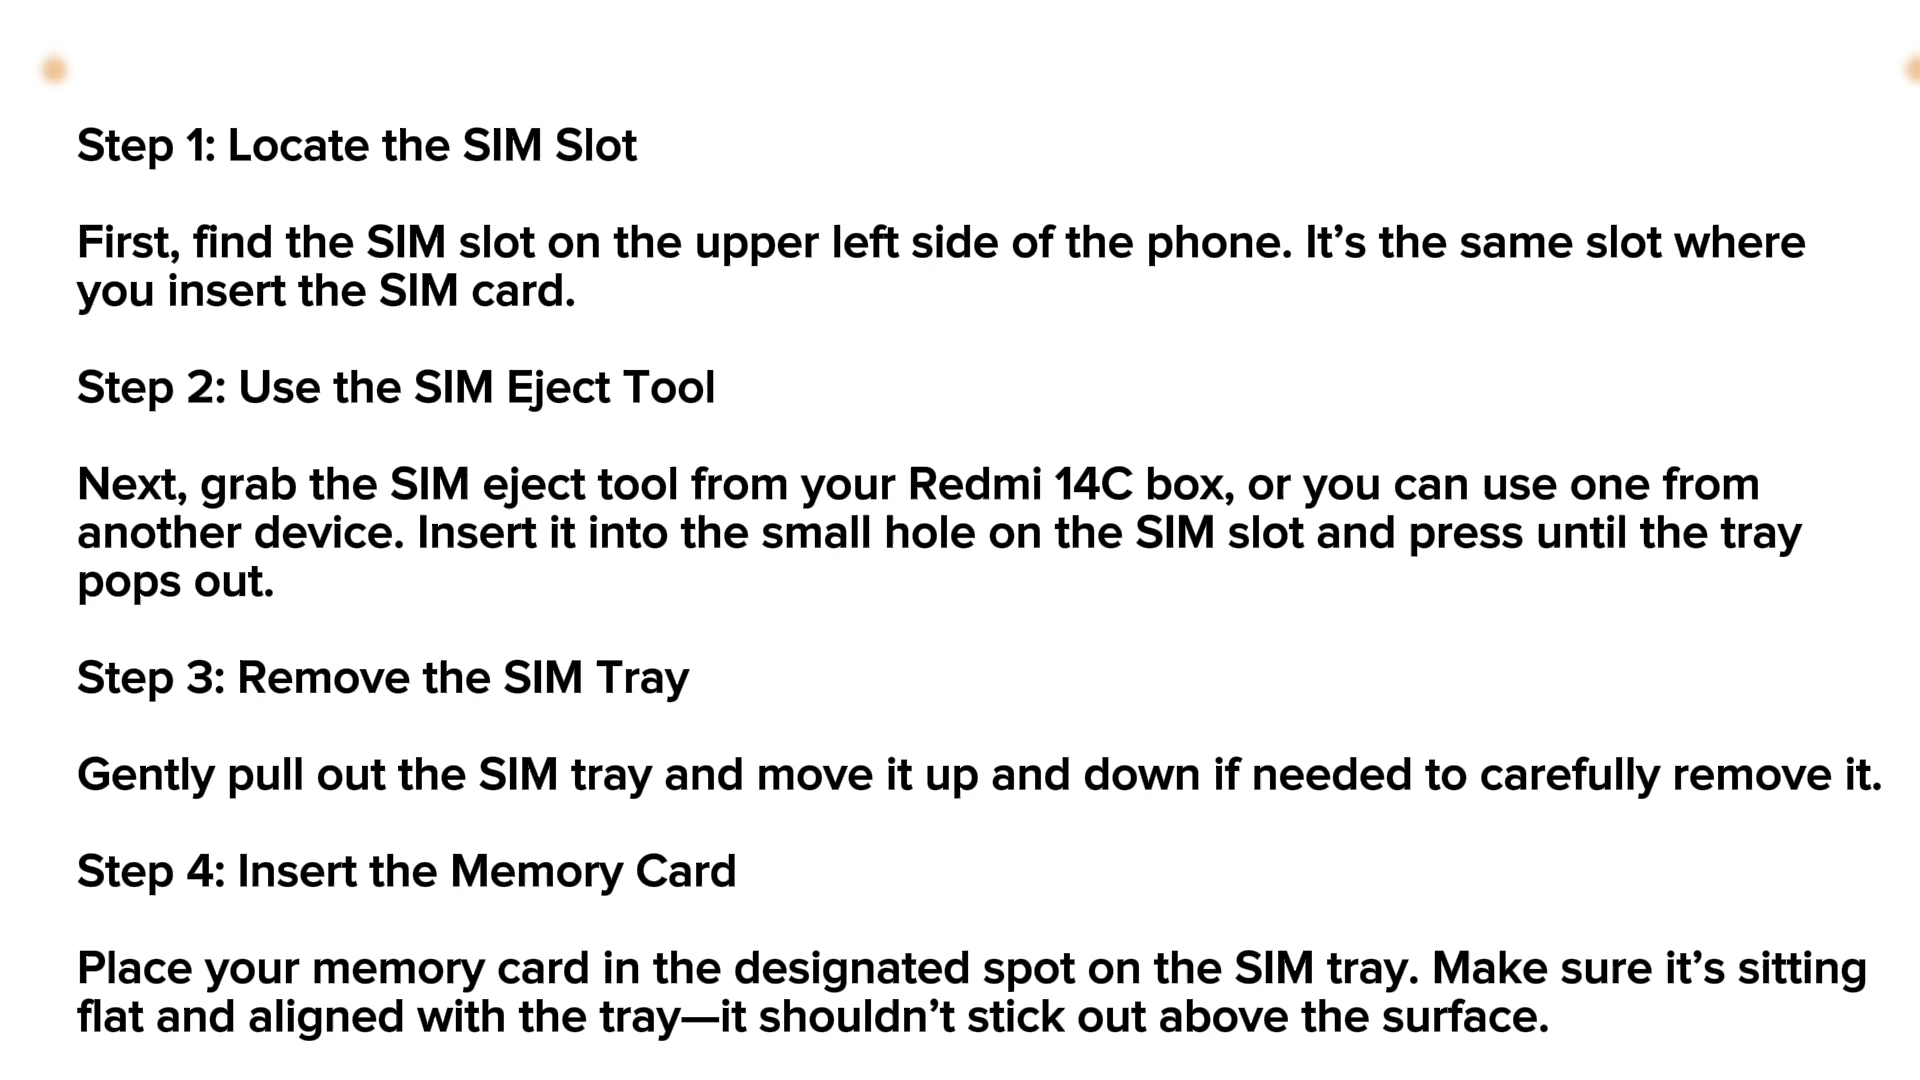 Step 1: Locate the SIM Slot
First, find the SIM slot on the upper left side of the phone. It’s the same slot where
you insert the SIM card.
Step 2: Use the SIM Eject Tool
Next, grab the SIM eject tool from your Redmi 14C box, or you can use one from
another device. Insert it into the small hole on the SIM slot and press until the tray
pops out.
Step 3: Remove the SIM Tray
Gently pull out the SIM tray and move it up and down if needed to carefully remove it.
Step 4: Insert the Memory Card
Place your memory card in the designated spot on the SIM tray. Make sure it’s sitting
flat and aligned with the tray—it shouldn’t stick out above the surface.